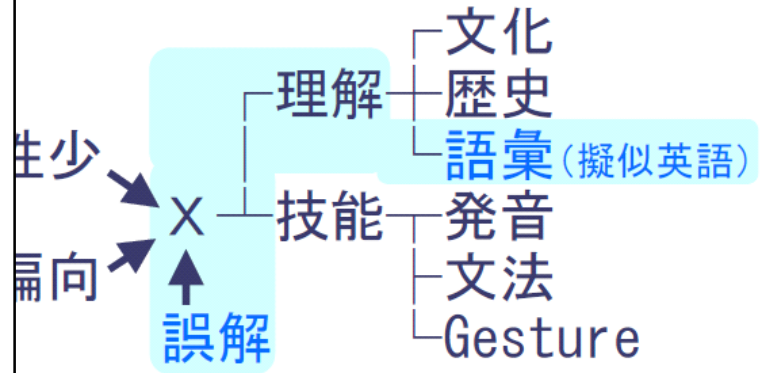 文化
理解 歴史
性少 語彙(擬似英語)
X 技能 発音
偏向 文法
誤解 Gesture